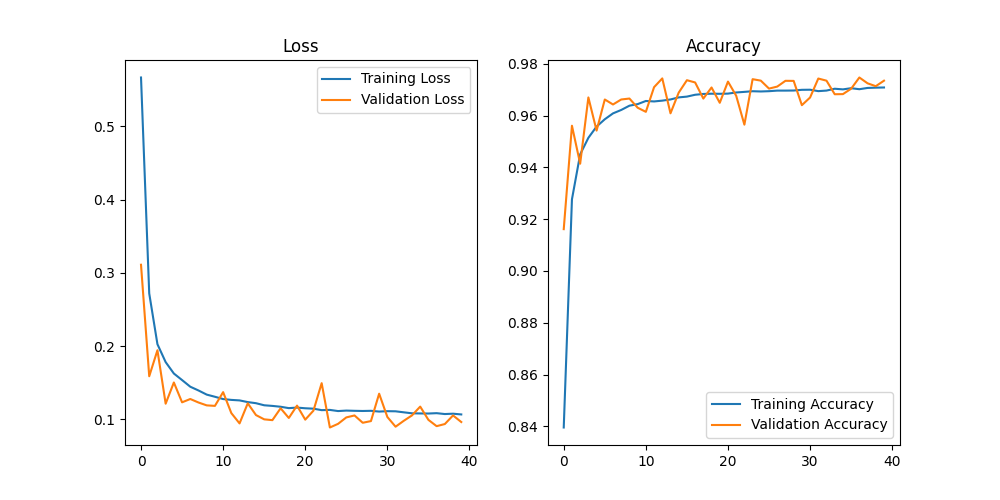 Loss
Training Loss
Validation Loss
0.5
0.4
0.3
0.2
0.1
0 10 20 30 40
Accuracy
0.98
0.96
0.94
0.92
0.90
0.88
0.86
0.84
Training Accuracy
Validation Accuracy
0 10 20 30 40